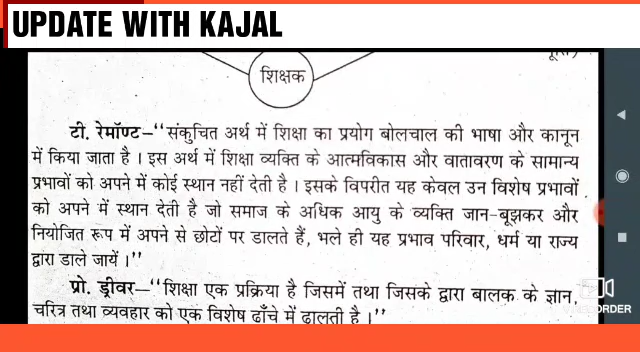 UPDATE WITH KAJAL
शिक्षक
टी. रेमॉण्ट–‘‘संकुचित अर्थ में शिक्षा का प्रयोग बोलचाल की भाषा और कानून
में किया जाता है । इस अर्थ में शिक्षा व्यक्ति के आत्मविकास और वातावरण के सामान्य
प्रभावों को अपने में कोई स्थान नहीं देती है । इसके विपरीत यह केवल उन विशेष प्रभावों
को अपने में स्थान देती है जो समाज के अधिक आयु के व्यक्ति जान-बूझकर और
नियोजित रूप में अपने से छोटों पर डालते हैं, भले ही यह प्रभाव परिवार, धर्म या राज्य
द्वारा डाले जायें ।’’
प्रो. ड्रीवर–‘‘शिक्षा एक प्रक्रिया है जिसमें तथा जिसके द्वारा बालक के ज्ञान,
चरित्र तथा व्यवहार को एक विशेष ढाँचे में ढालती है ।’’